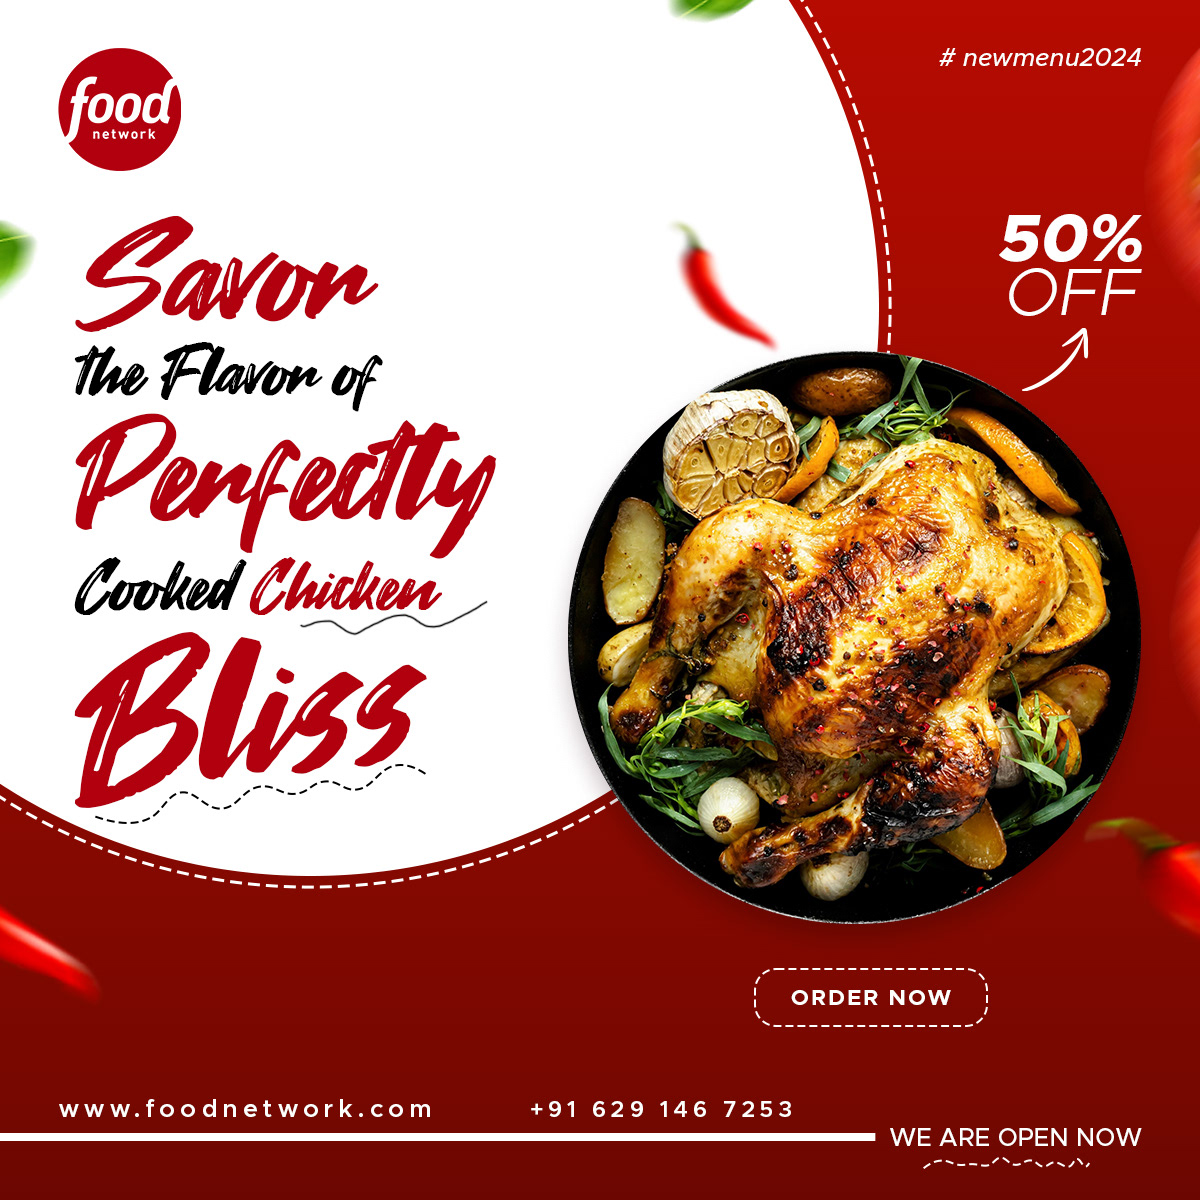 food
network
# newmenu2024
Savor
the Flavor of
Perfectly
Cooked Chicken
Bliss
50%
OFF
ORDER NOW
www.foodnetwork.com
+91 629 146 7253
WE ARE OPEN NOW